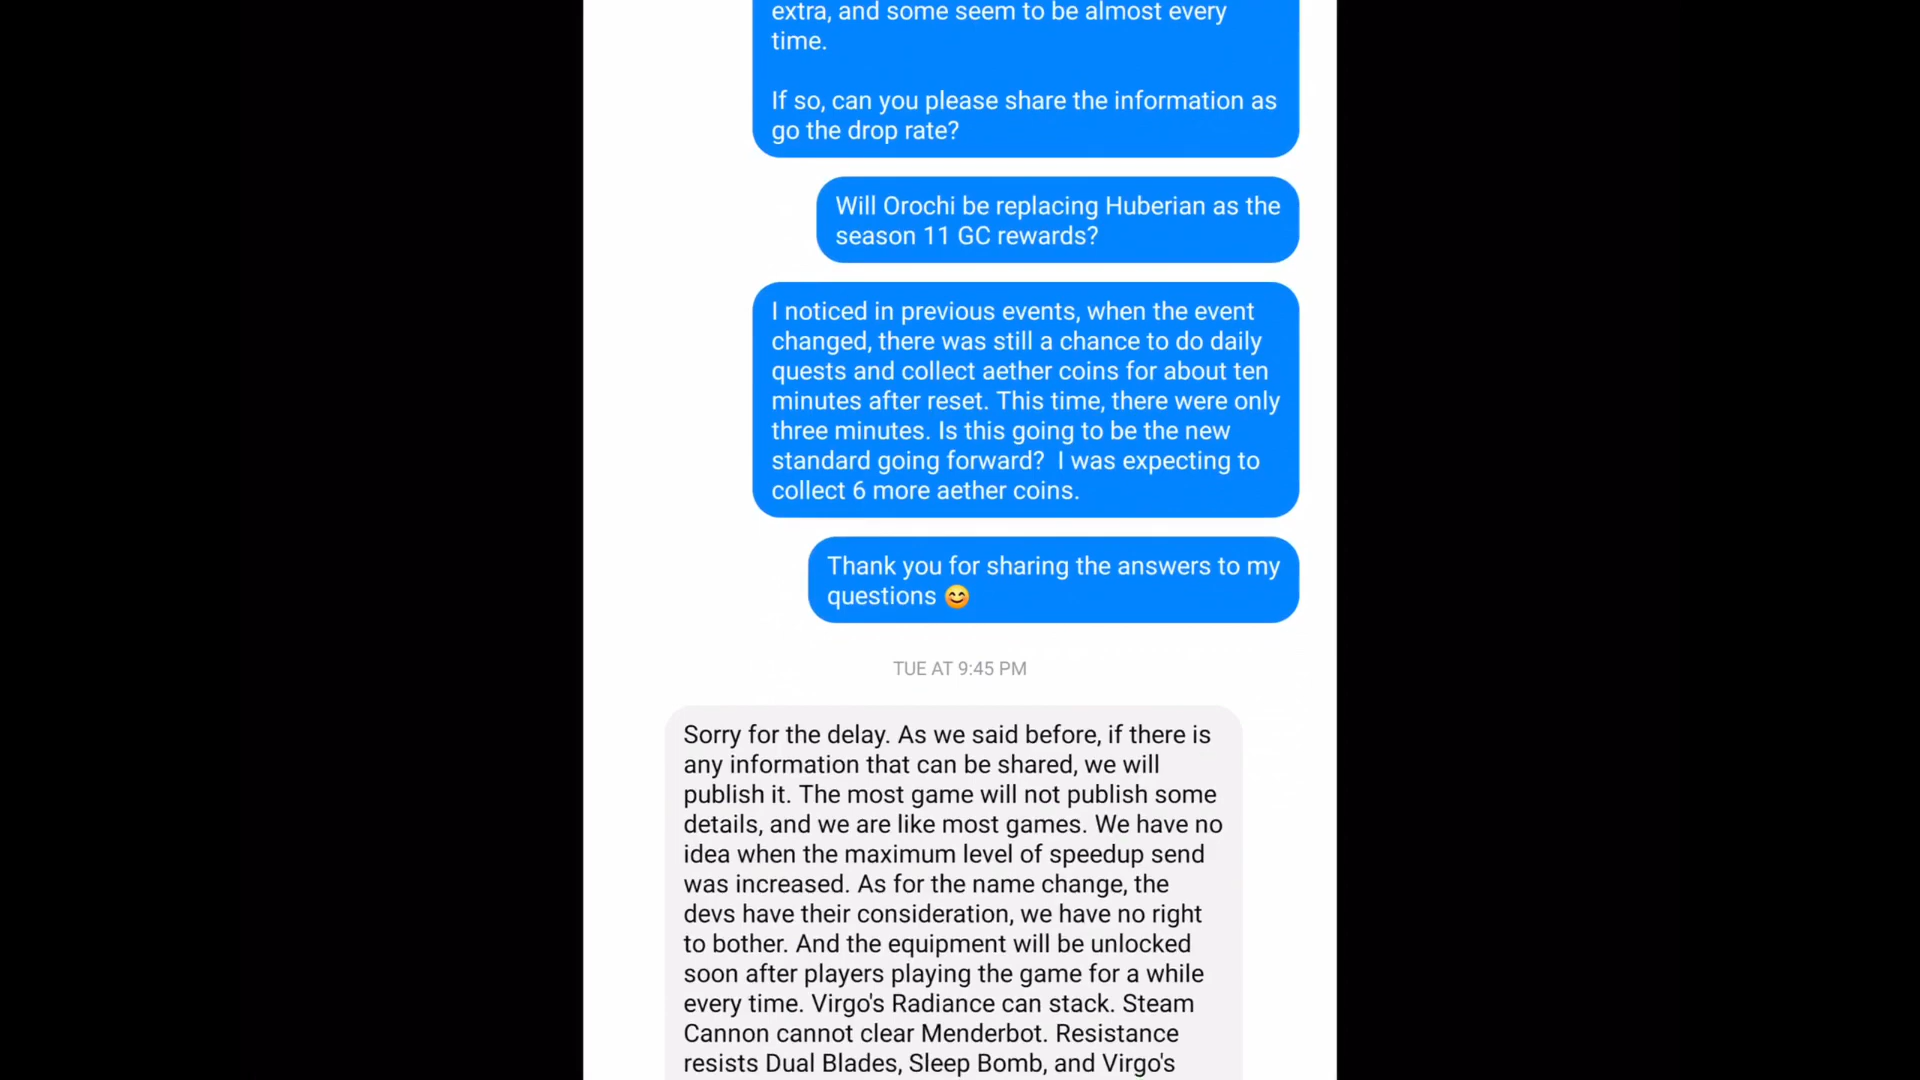 extra, and some seem to be almost every
time.
If so, can you please share the information as
go the drop rate?
Will Orochi be replacing Huberian as the
season 11 GC rewards?
I noticed in previous events, when the event
changed, there was still a chance to do daily
quests and collect aether coins for about ten
minutes after reset. This time, there were only
three minutes. Is this going to be the new
standard going forward?  I was expecting to
collect 6 more aether coins.
Thank you for sharing the answers to my
questions 😊
TUE AT 9:45 PM
Sorry for the delay. As we said before, if there is
any information that can be shared, we will
publish it. The most game will not publish some
details, and we are like most games. We have no
idea when the maximum level of speedup send
was increased. As for the name change, the
devs have their consideration, we have no right
to bother. And the equipment will be unlocked
soon after players playing the game for a while
every time. Virgo's Radiance can stack. Steam
Cannon cannot clear Menderbot. Resistance
resists Dual Blades, Sleep Bomb, and Virgo's